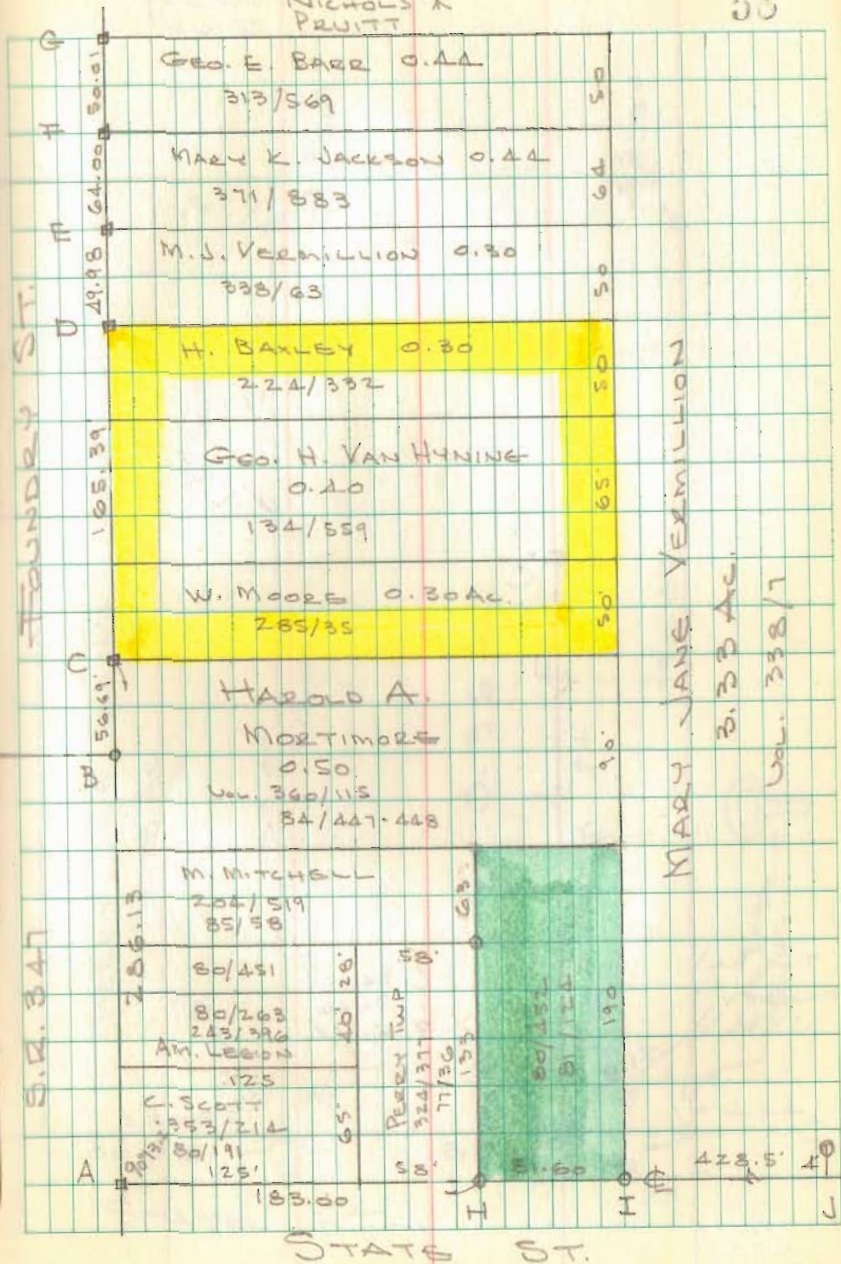 NICHOLS &
PRUITT
G
50.01
GEO. E. BARR 0.44
313/569
50
F
64.00
MARY K. JACKSON 0.44
371/883
64
E
49.98
M.J. VERMILLION 0.30
338/63
50
D
FOUNDRY ST.
165.39
H. BAXLEY 0.30
224/332
50
GEO. H. VAN HYNING
0.40
134/559
65'
W. MOORE 0.30 Ac.
285/35
50'
MARY JANE VERMILLION
3.33 Ac.
VOL. 338/7
C
56.69'
B
HAROLD A.
MORTIMORE
0.50
VOL. 360/115
84/447-448
90'
S.R. 347
286.13
M. MITCHELL
204/519
85/58
63
80/451
28'
58'
80/263
243/396
AM. LEGION
40'
PERRY TWP
324/377
77/36
133
80/452
81/124
190
125
C. SCOTT
353/214
80/191
125'
65'
58'
A
183.00
I
H
428.5'
J
STATE ST.